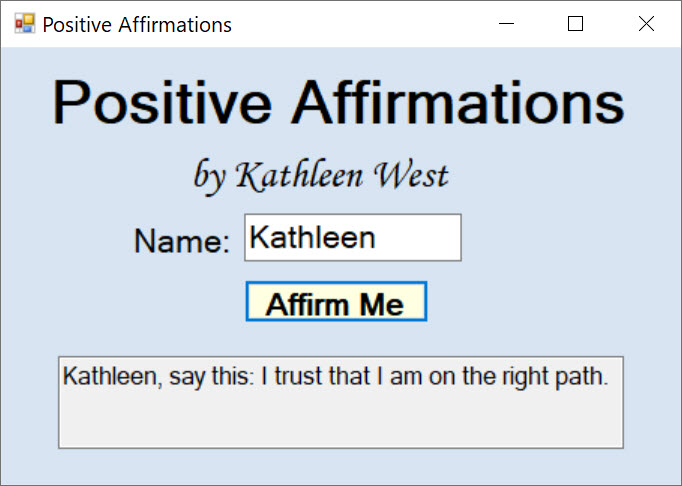 Positive Affirmations
Positive Affirmations
by Kathleen West
Name: Kathleen
Affirm Me
Kathleen, say this: I trust that I am on the right path.